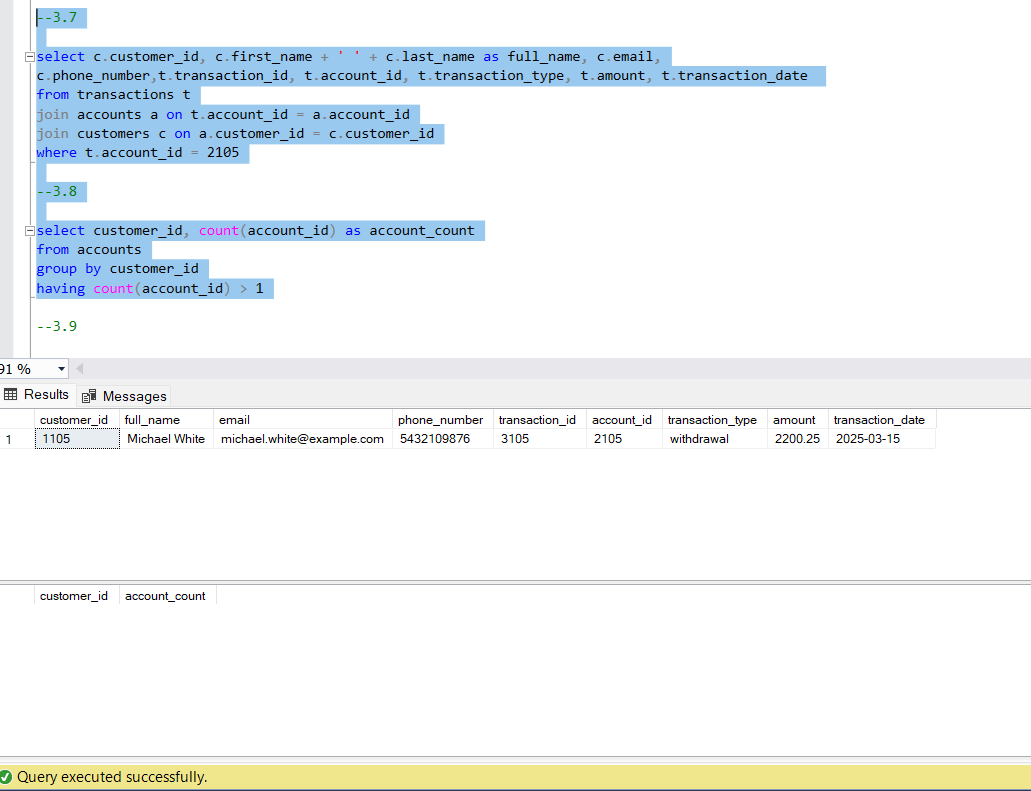 --3.7
select c.customer_id, c.first_name + ' ' + c.last_name as full_name, c.email,
c.phone_number,t.transaction_id, t.account_id, t.transaction_type, t.amount, t.transaction_date
from transactions t
join accounts a on t.account_id = a.account_id
join customers c on a.customer_id = c.customer_id
where t.account_id = 2105
--3.8
select customer_id, count(account_id) as account_count
from accounts
group by customer_id
having count(account_id) > 1
--3.9
91 %
Results Messages
customer_id full_name email phone_number transaction_id account_id transaction_type amount transaction_date
1 1105 Michael White michael.white@example.com 5432109876 3105 2105 withdrawal 2200.25 2025-03-15
customer_id account_count
Query executed successfully.